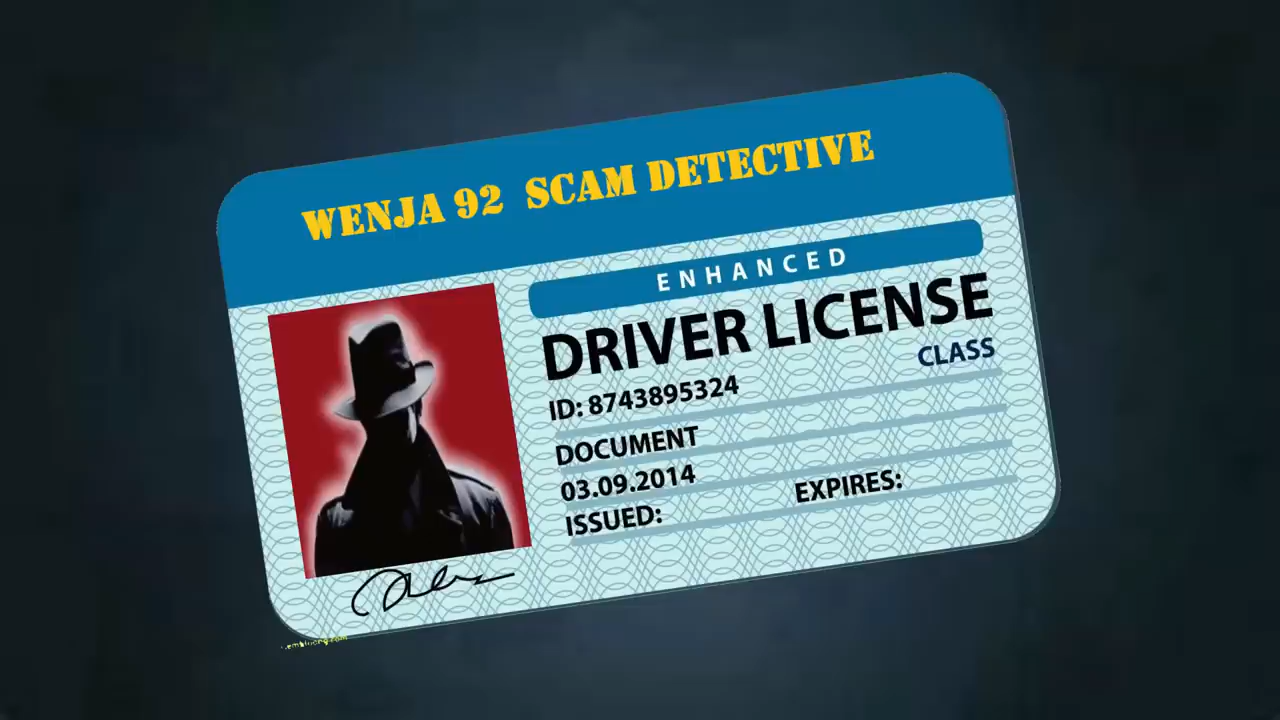 WENJA 92 SCAM DETECTIVE
ENHANCED
DRIVER LICENSE
CLASS
ID: 8743895324
DOCUMENT
03.09.2014
ISSUED: EXPIRES: